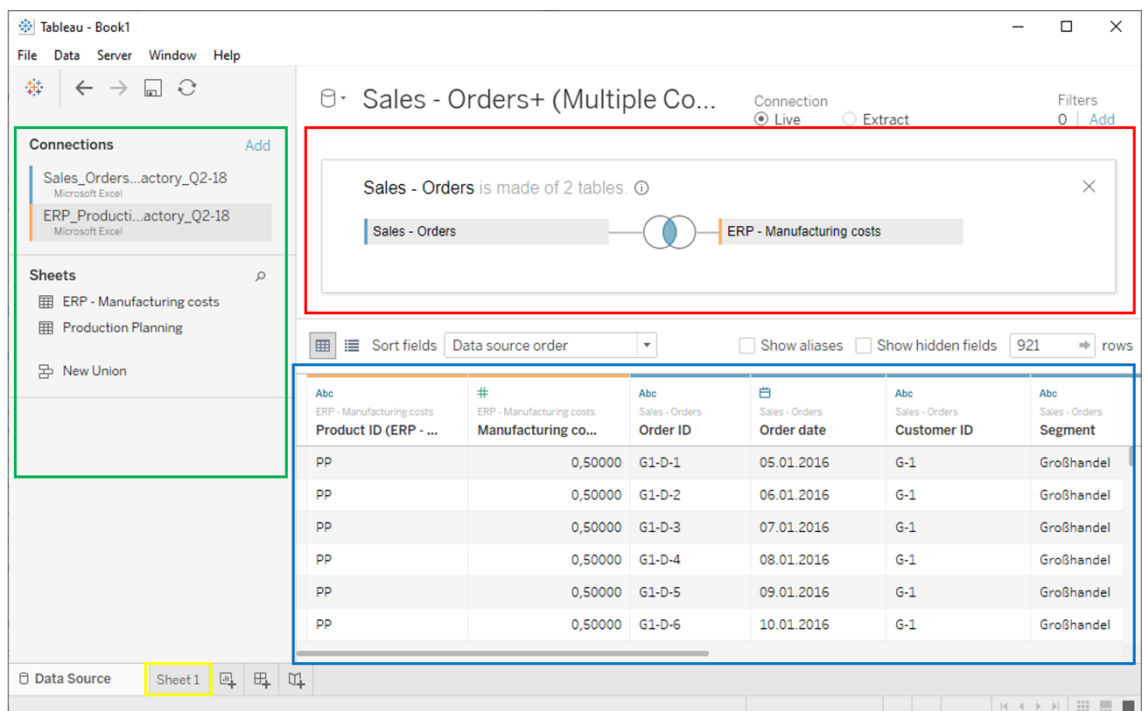 Tableau - Book1
File Data Server Window Help
Sales - Orders+ (Multiple Co...
Connection
Live Extract
Filters
0 Add
Connections Add
Sales_Orders...actory_Q2-18
Microsoft Excel
ERP_Producti...actory_Q2-18
Microsoft Excel
Sheets
ERP - Manufacturing costs
Production Planning
New Union
Sales - Orders is made of 2 tables.
Sales - Orders ERP - Manufacturing costs
Sort fields Data source order Show aliases Show hidden fields 921 rows
Abc # Abc Abc Abc
ERP - Manufacturing costs ERP - Manufacturing costs Sales - Orders Sales - Orders Sales - Orders Sales - Orders
Product ID (ERP - ... Manufacturing co... Order ID Order date Customer ID Segment
PP 0,50000 G1-D-1 05.01.2016 G-1 Großhandel
PP 0,50000 G1-D-2 06.01.2016 G-1 Großhandel
PP 0,50000 G1-D-3 07.01.2016 G-1 Großhandel
PP 0,50000 G1-D-4 08.01.2016 G-1 Großhandel
PP 0,50000 G1-D-5 09.01.2016 G-1 Großhandel
PP 0,50000 G1-D-6 10.01.2016 G-1 Großhandel
Data Source Sheet 1